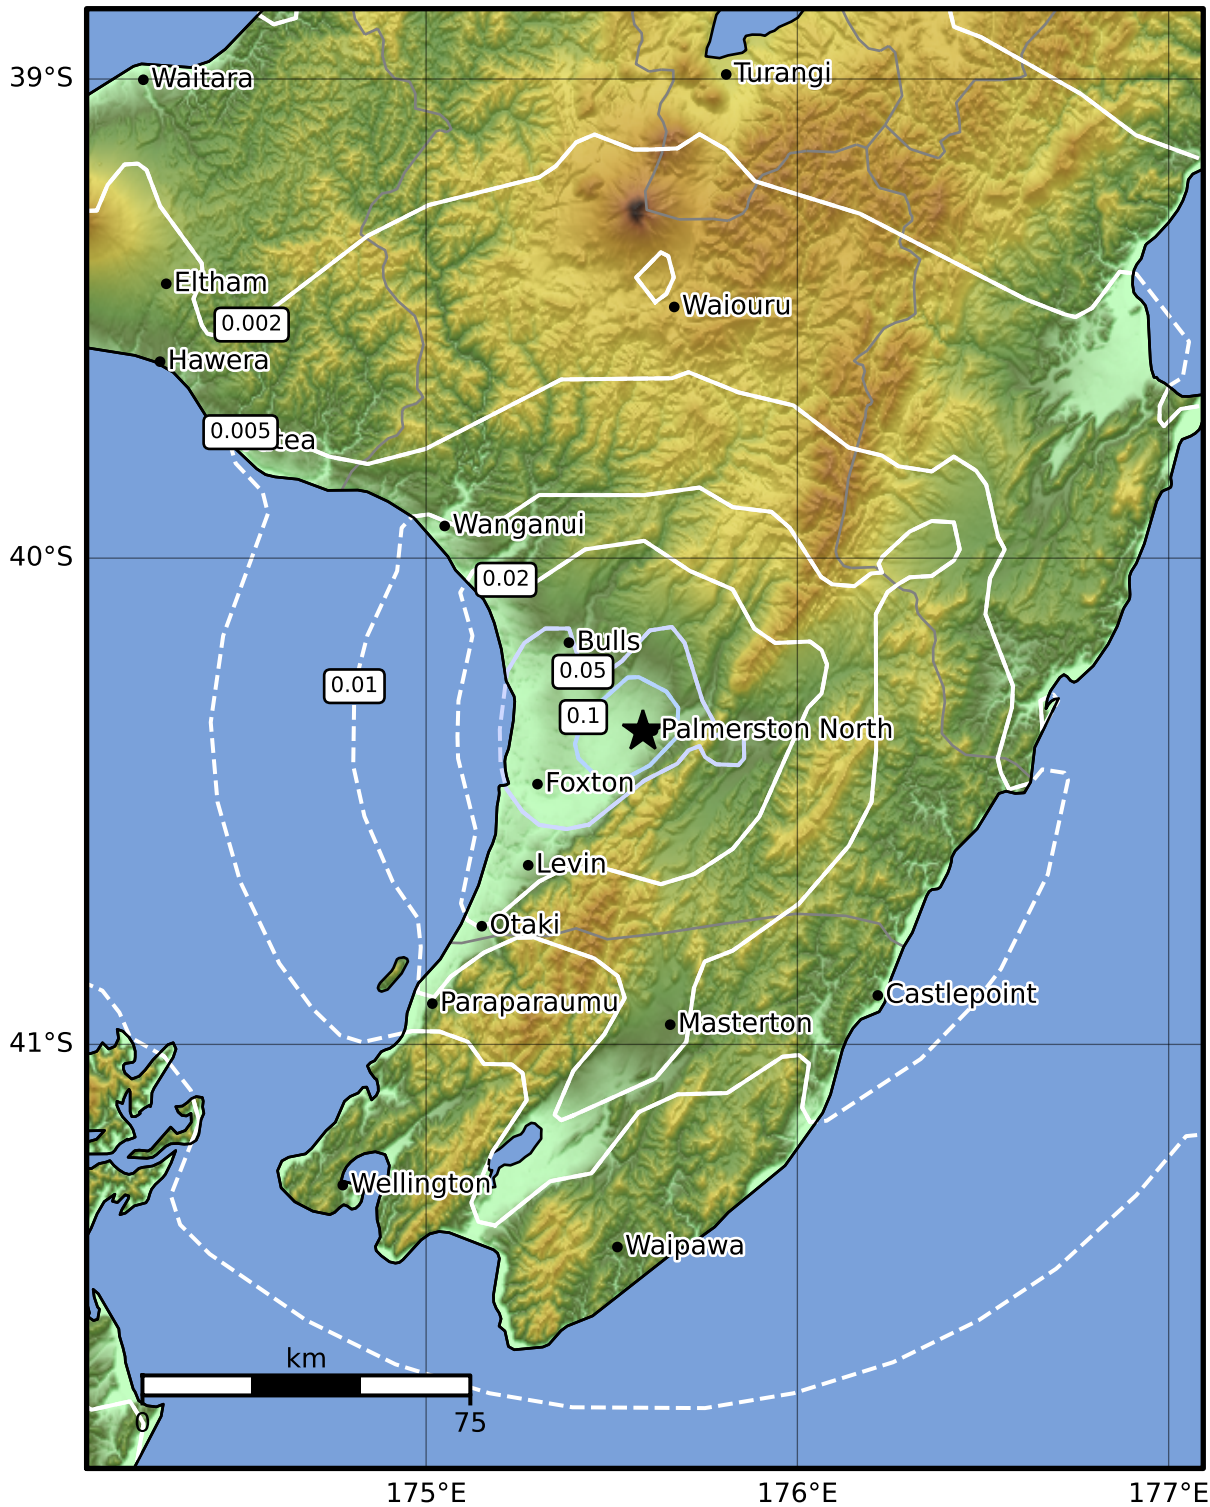 39°S
Waitara
Turangi
Eltham
Waiouru
0.002
Hawera
0.005
tea
Wanganui
40°S
0.02
Bulls
0.05
0.01
0.1
Palmerston North
Foxton
Levin
Otaki
Castlepoint
Paraparaumu
Masterton
41°S
Wellington
Waipawa
km
0
75
175°E
176°E
177°E